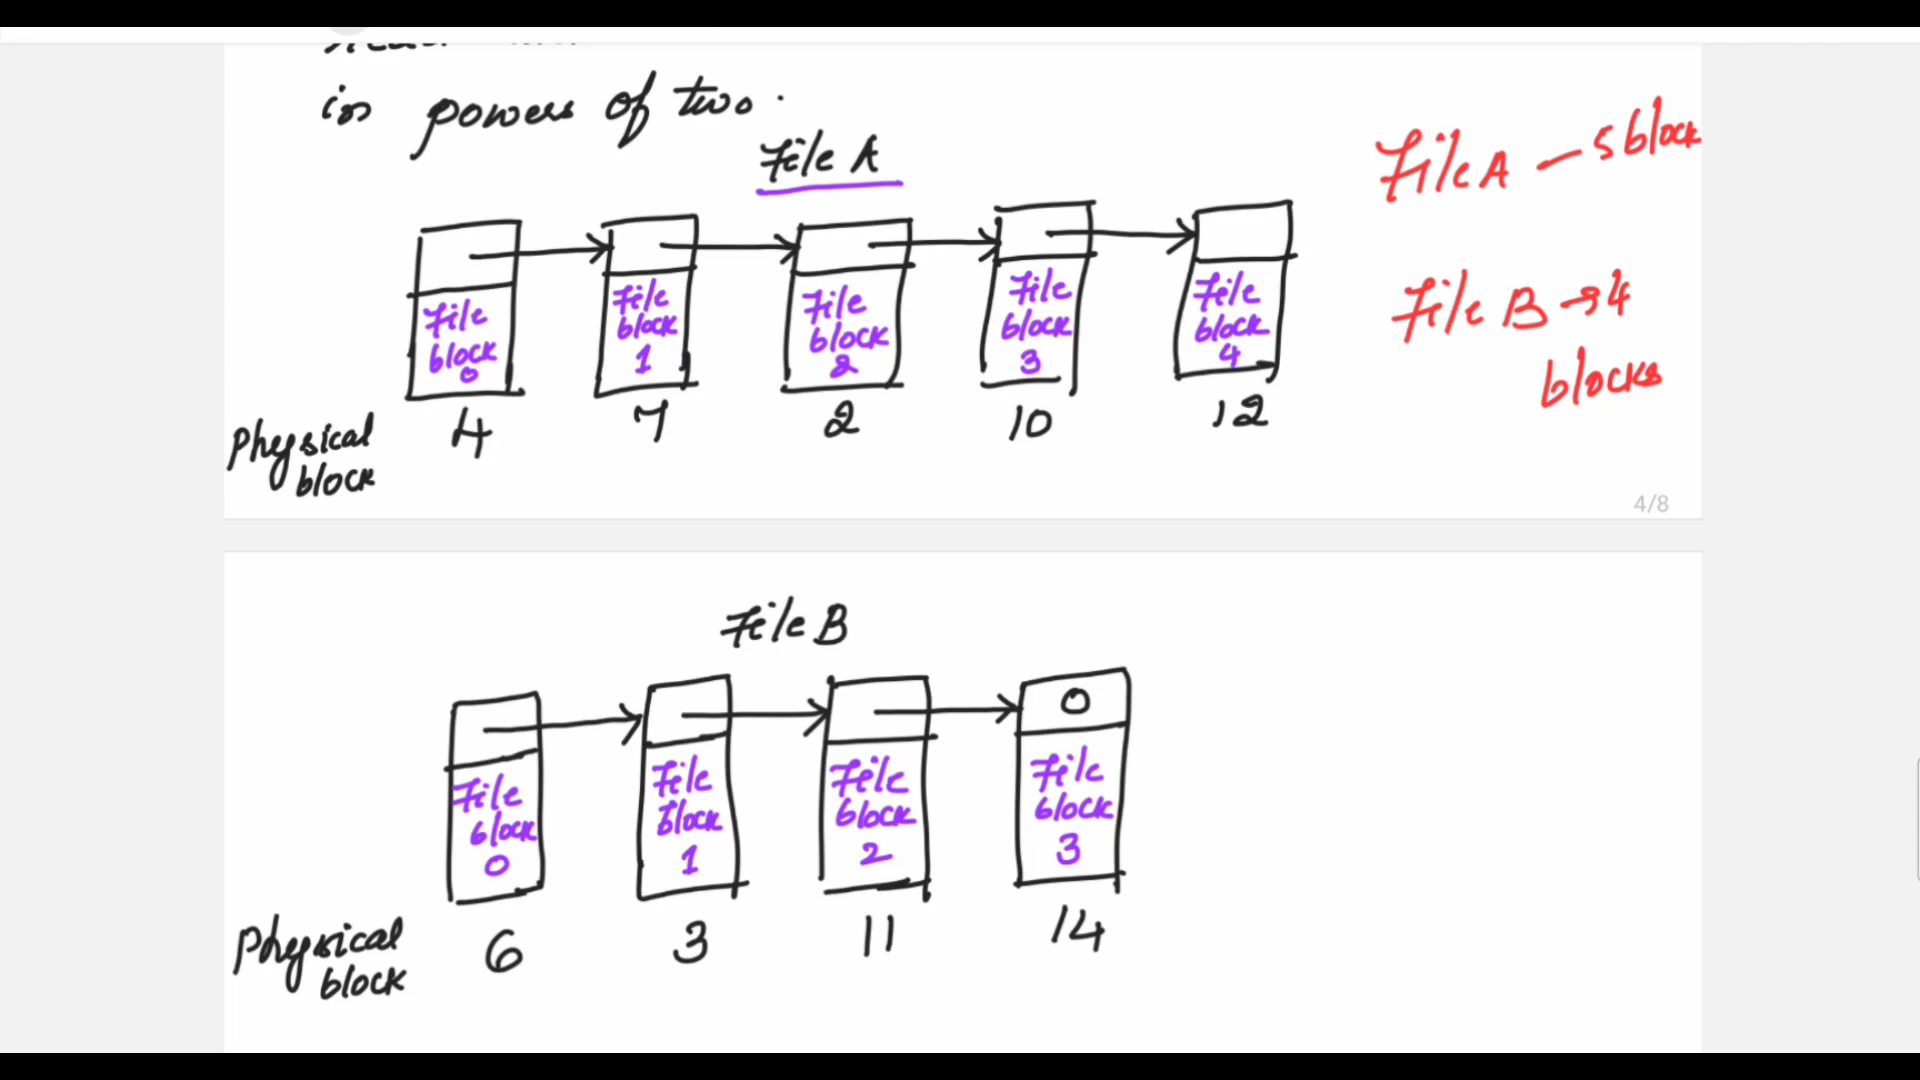 in powers of two.
File A
File A - 5 block
File block 0
File block 1
File block 2
File block 3
File block 4
File B → 4
blocks
Physical block
4 7 2 10 12
4/8
File B
0
File block 0
File block 1
File block 2
File block 3
Physical block
6 3 11 14